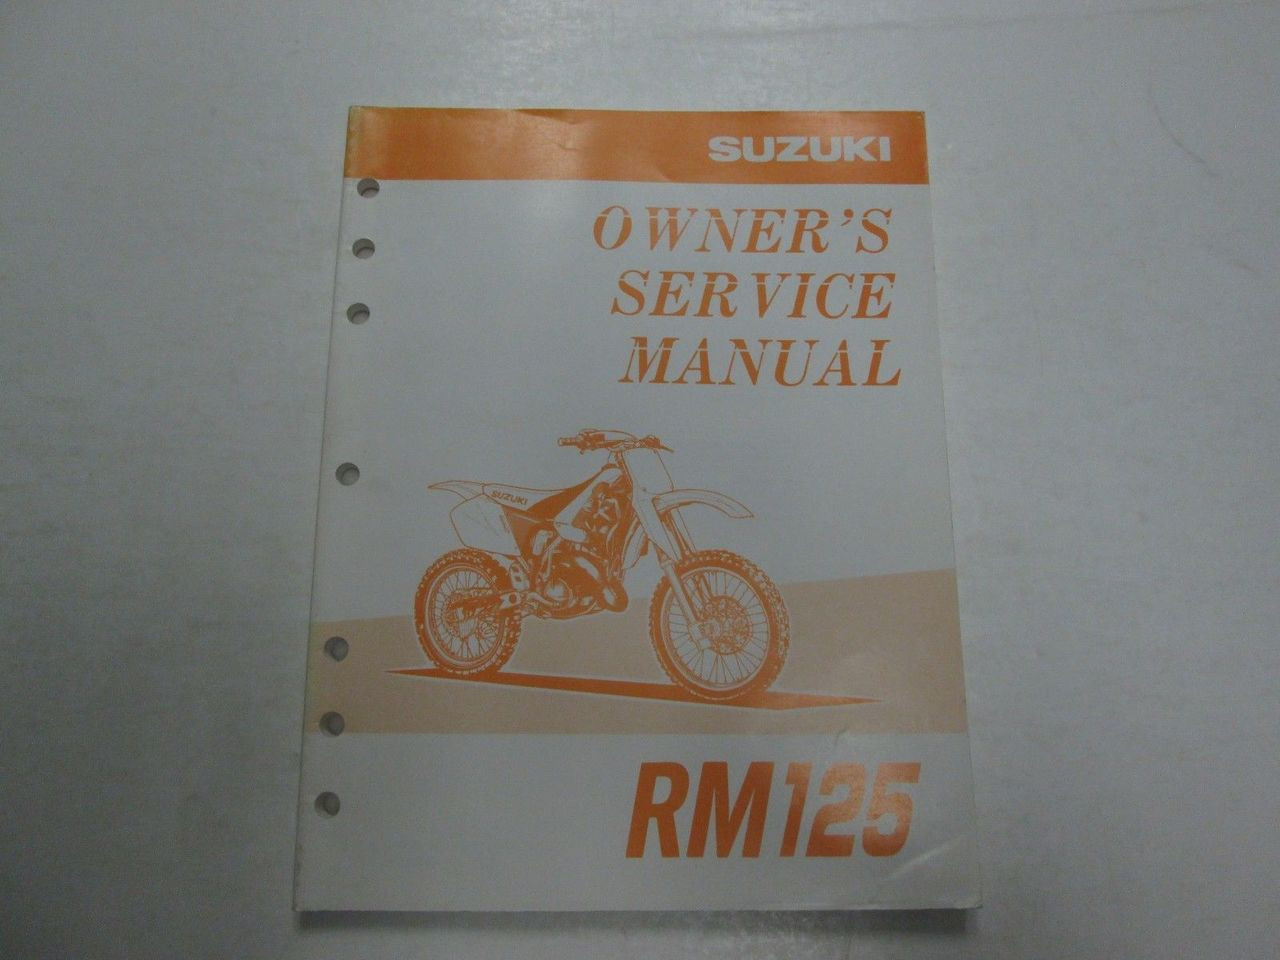 SUZUKI
OWNER'S
SERVICE
MANUAL
SUZUKI
RM125